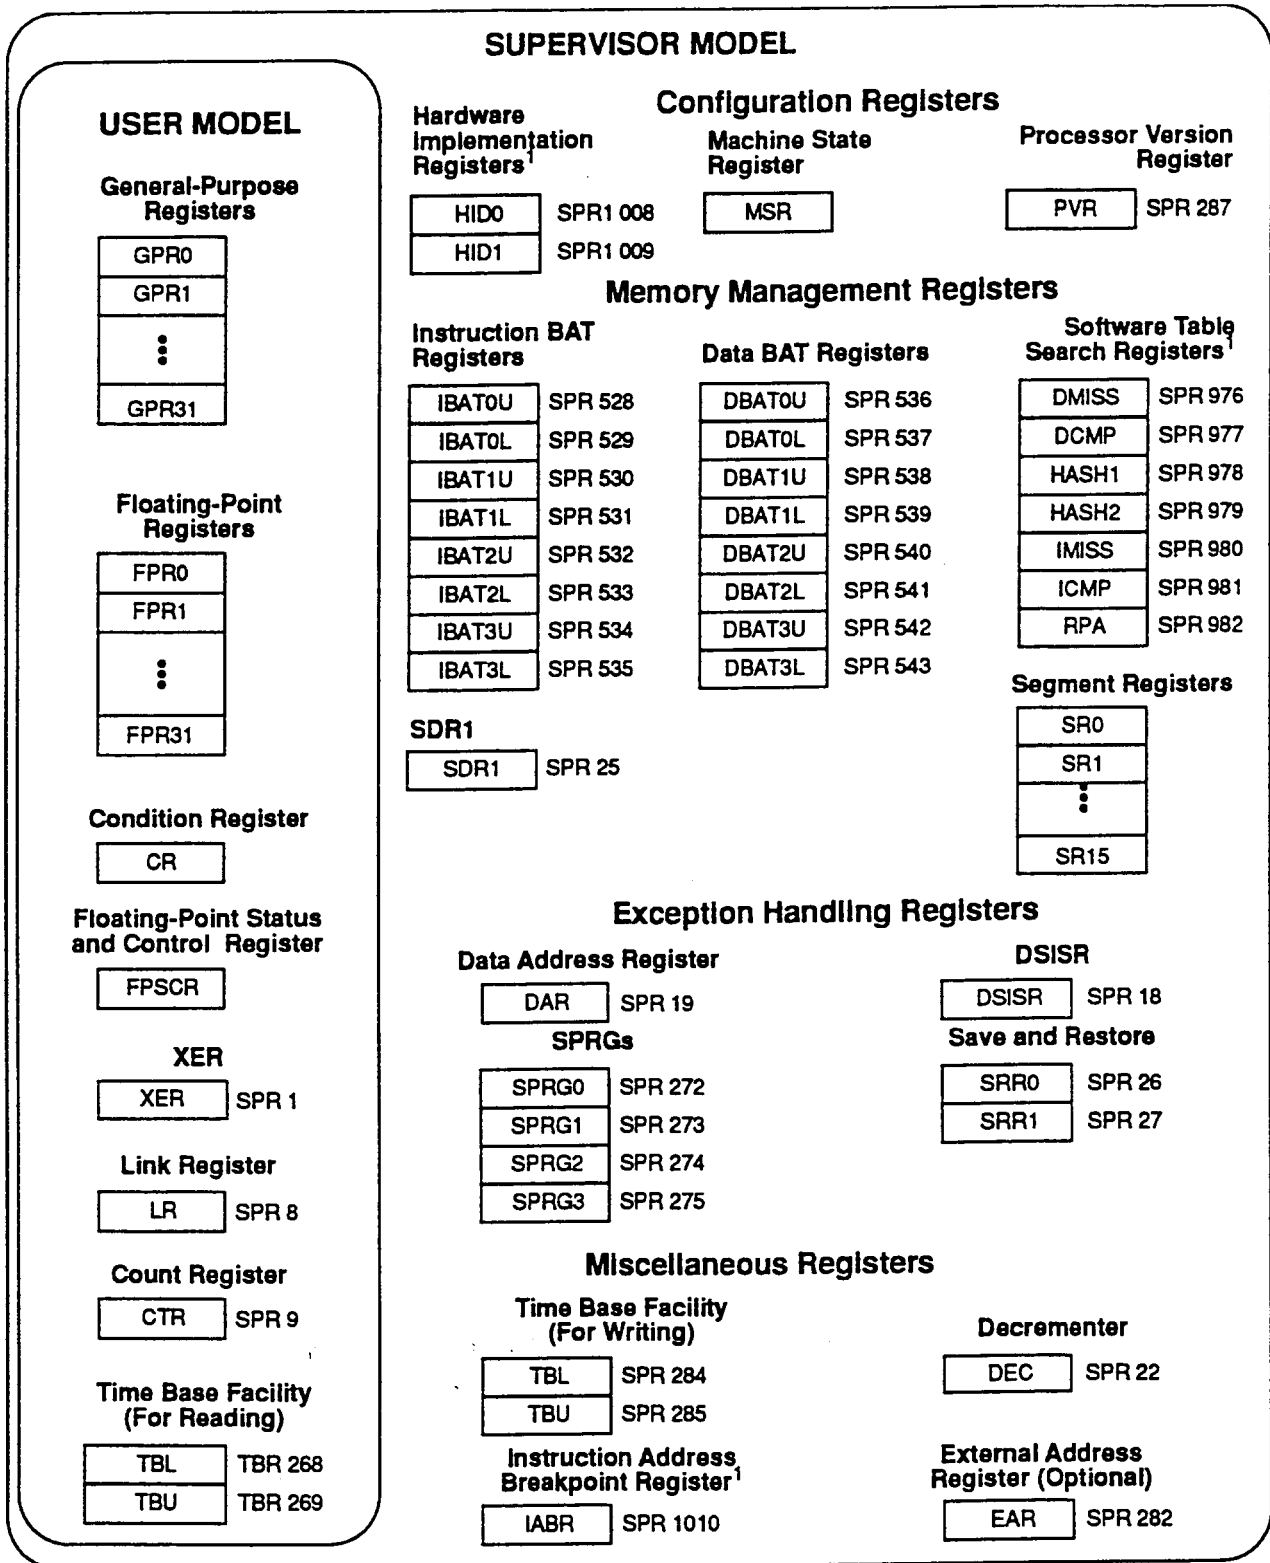 SUPERVISOR MODEL
USER MODEL
General-Purpose
Registers
GPR0
GPR1
GPR31
Floating-Point
Registers
FPR0
FPR1
FPR31
Condition Register
CR
Floating-Point Status
and Control Register
FPSCR
XER
XER SPR 1
Link Register
LR SPR 8
Count Register
CTR SPR 9
Time Base Facility
(For Reading)
TBL TBR 268
TBU TBR 269
Configuration Registers
Hardware
Implementation
Registers1
HID0 SPR1 008
HID1 SPR1 009
Machine State
Register
MSR
Processor Version
Register
PVR SPR 287
Memory Management Registers
Instruction BAT
Registers
IBAT0U SPR 528
IBAT0L SPR 529
IBAT1U SPR 530
IBAT1L SPR 531
IBAT2U SPR 532
IBAT2L SPR 533
IBAT3U SPR 534
IBAT3L SPR 535
Data BAT Registers
DBAT0U SPR 536
DBAT0L SPR 537
DBAT1U SPR 538
DBAT1L SPR 539
DBAT2U SPR 540
DBAT2L SPR 541
DBAT3U SPR 542
DBAT3L SPR 543
Software Table
Search Registers1
DMISS SPR 976
DCMP SPR 977
HASH1 SPR 978
HASH2 SPR 979
IMISS SPR 980
ICMP SPR 981
RPA SPR 982
SDR1
SDR1 SPR 25
Segment Registers
SR0
SR1
SR15
Exception Handling Registers
Data Address Register
DAR SPR 19
SPRGs
SPRG0 SPR 272
SPRG1 SPR 273
SPRG2 SPR 274
SPRG3 SPR 275
DSISR
DSISR SPR 18
Save and Restore
SRR0 SPR 26
SRR1 SPR 27
Miscellaneous Registers
Time Base Facility
(For Writing)
TBL SPR 284
TBU SPR 285
Decrementer
DEC SPR 22
Instruction Address
Breakpoint Register1
IABR SPR 1010
External Address
Register (Optional)
EAR SPR 282